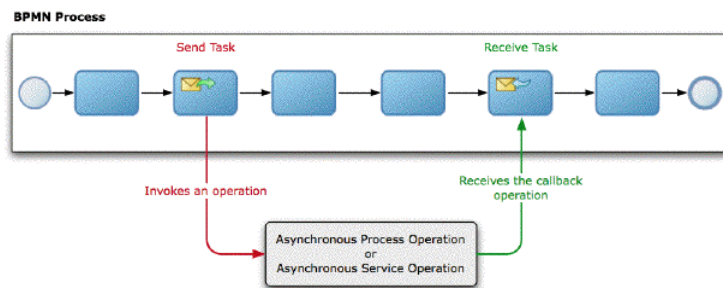 BPMN Process
Send Task
Receive Task
Invokes an operation
Receives the callback
operation
Asynchronous Process Operation
or
Asynchronous Service Operation